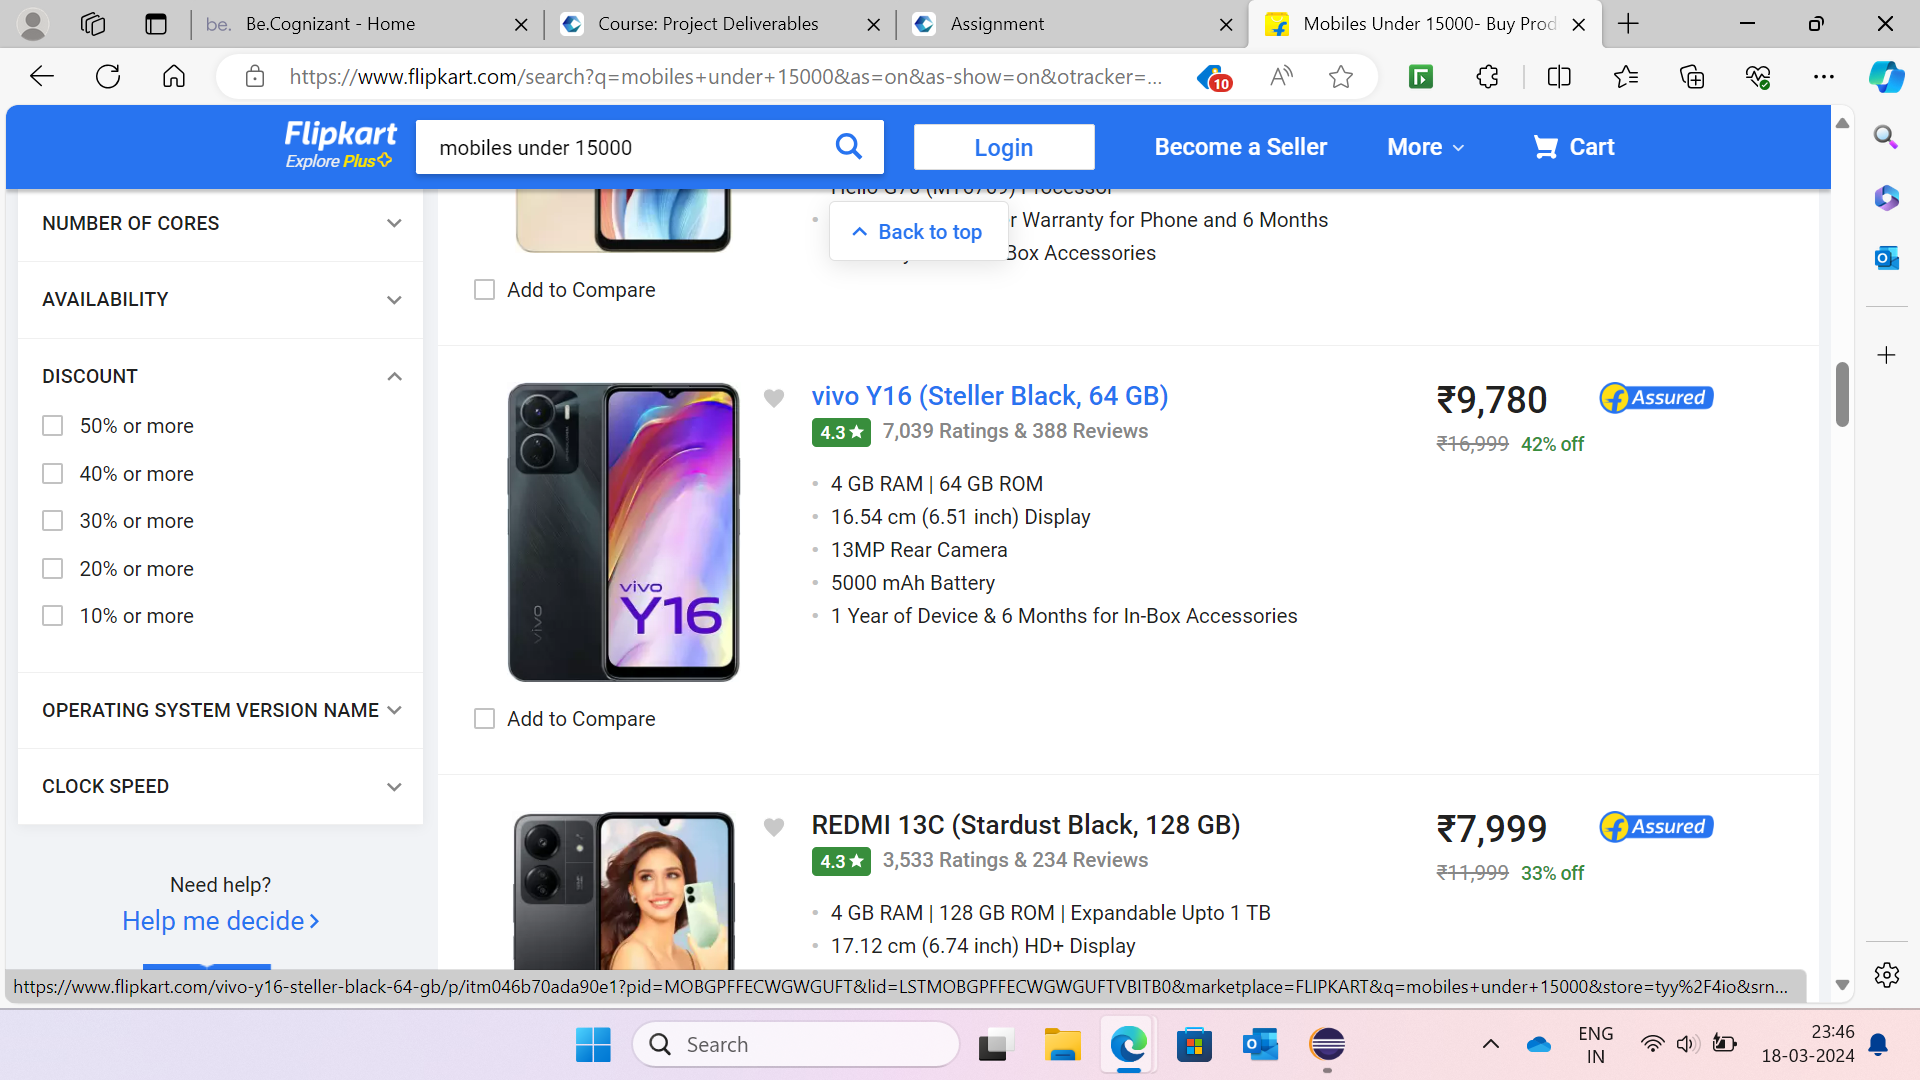 be. Be.Cognizant - Home
Course: Project Deliverables
Assignment
Mobiles Under 15000- Buy Prod
https://www.flipkart.com/search?q=mobiles+under+15000&as=on&as-show=on&otracker=...
10
Flipkart
Explore Plus
mobiles under 15000
Login
Become a Seller
More
Cart
NUMBER OF CORES
AVAILABILITY
DISCOUNT
50% or more
40% or more
30% or more
20% or more
10% or more
OPERATING SYSTEM VERSION NAME
CLOCK SPEED
Need help?
Help me decide
Back to top
Processor
r Warranty for Phone and 6 Months
Box Accessories
Add to Compare
vivo
vivo
Y16
vivo Y16 (Steller Black, 64 GB)
4.3 ★ 7,039 Ratings & 388 Reviews
4 GB RAM | 64 GB ROM
16.54 cm (6.51 inch) Display
13MP Rear Camera
5000 mAh Battery
1 Year of Device & 6 Months for In-Box Accessories
₹9,780
Assured
₹16,999 42% off
Add to Compare
REDMI 13C (Stardust Black, 128 GB)
4.3 ★ 3,533 Ratings & 234 Reviews
4 GB RAM | 128 GB ROM | Expandable Upto 1 TB
17.12 cm (6.74 inch) HD+ Display
₹7,999
Assured
₹11,999 33% off
https://www.flipkart.com/vivo-y16-steller-black-64-gb/p/itm046b70ada90e1?pid=MOBGPFFECWGWGUFT&lid=LSTMOBGPFFECWGWGUFTVBITB0&marketplace=FLIPKART&q=mobiles+under+15000&store=tyy%2F4io&srn...
Search
ENG
IN
23:46
18-03-2024